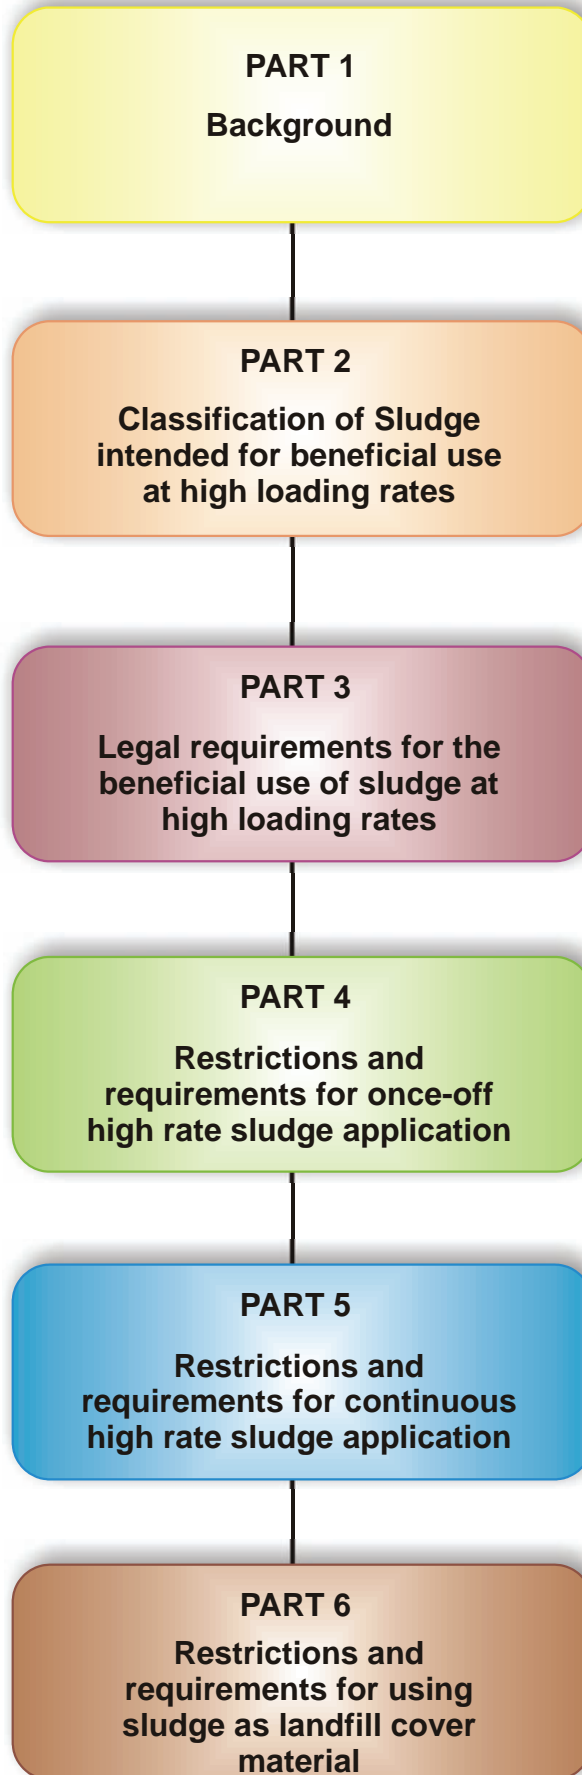 PART 1
Background
PART 2
Classification of Sludge
intended for beneficial use
at high loading rates
PART 3
Legal requirements for the
beneficial use of sludge at
high loading rates
PART 4
Restrictions and
requirements for once-off
high rate sludge application
PART 5
Restrictions and
requirements for continuous
high rate sludge application
PART 6
Restrictions and
requirements for using
sludge as landfill cover
material